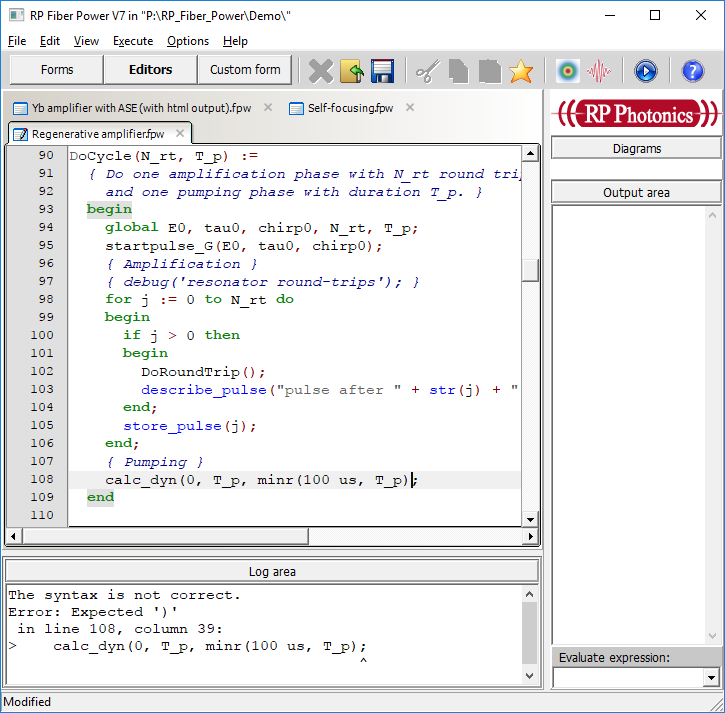 RP Fiber Power V7 in "P:\RP_Fiber_Power\Demo\"
File Edit View Execute Options Help
Forms Editors Custom form
Yb amplifier with ASE (with html output).fpw Self-focusing.fpw
Regenerative amplifier.fpw
90 DoCycle(N_rt, T_p) :=
91 { Do one amplification phase with N_rt round trip
92 and one pumping phase with duration T_p. }
93 begin
94 global E0, tau0, chirp0, N_rt, T_p;
95 startpulse_G(E0, tau0, chirp0);
96 { Amplification }
97 { debug('resonator round-trips'); }
98 for j := 0 to N_rt do
99 begin
100 if j > 0 then
101 begin
102 DoRoundTrip();
103 describe_pulse("pulse after " + str(j) + "
104 end;
105 store_pulse(j);
106 end;
107 { Pumping }
108 calc_dyn(0, T_p, minr(100 us, T_p);
109 end
110
Log area
The syntax is not correct.
Error: Expected ')'
in line 108, column 39:
> calc_dyn(0, T_p, minr(100 us, T_p);
^
Modified
((RP Photonics))
Diagrams
Output area
Evaluate expression: